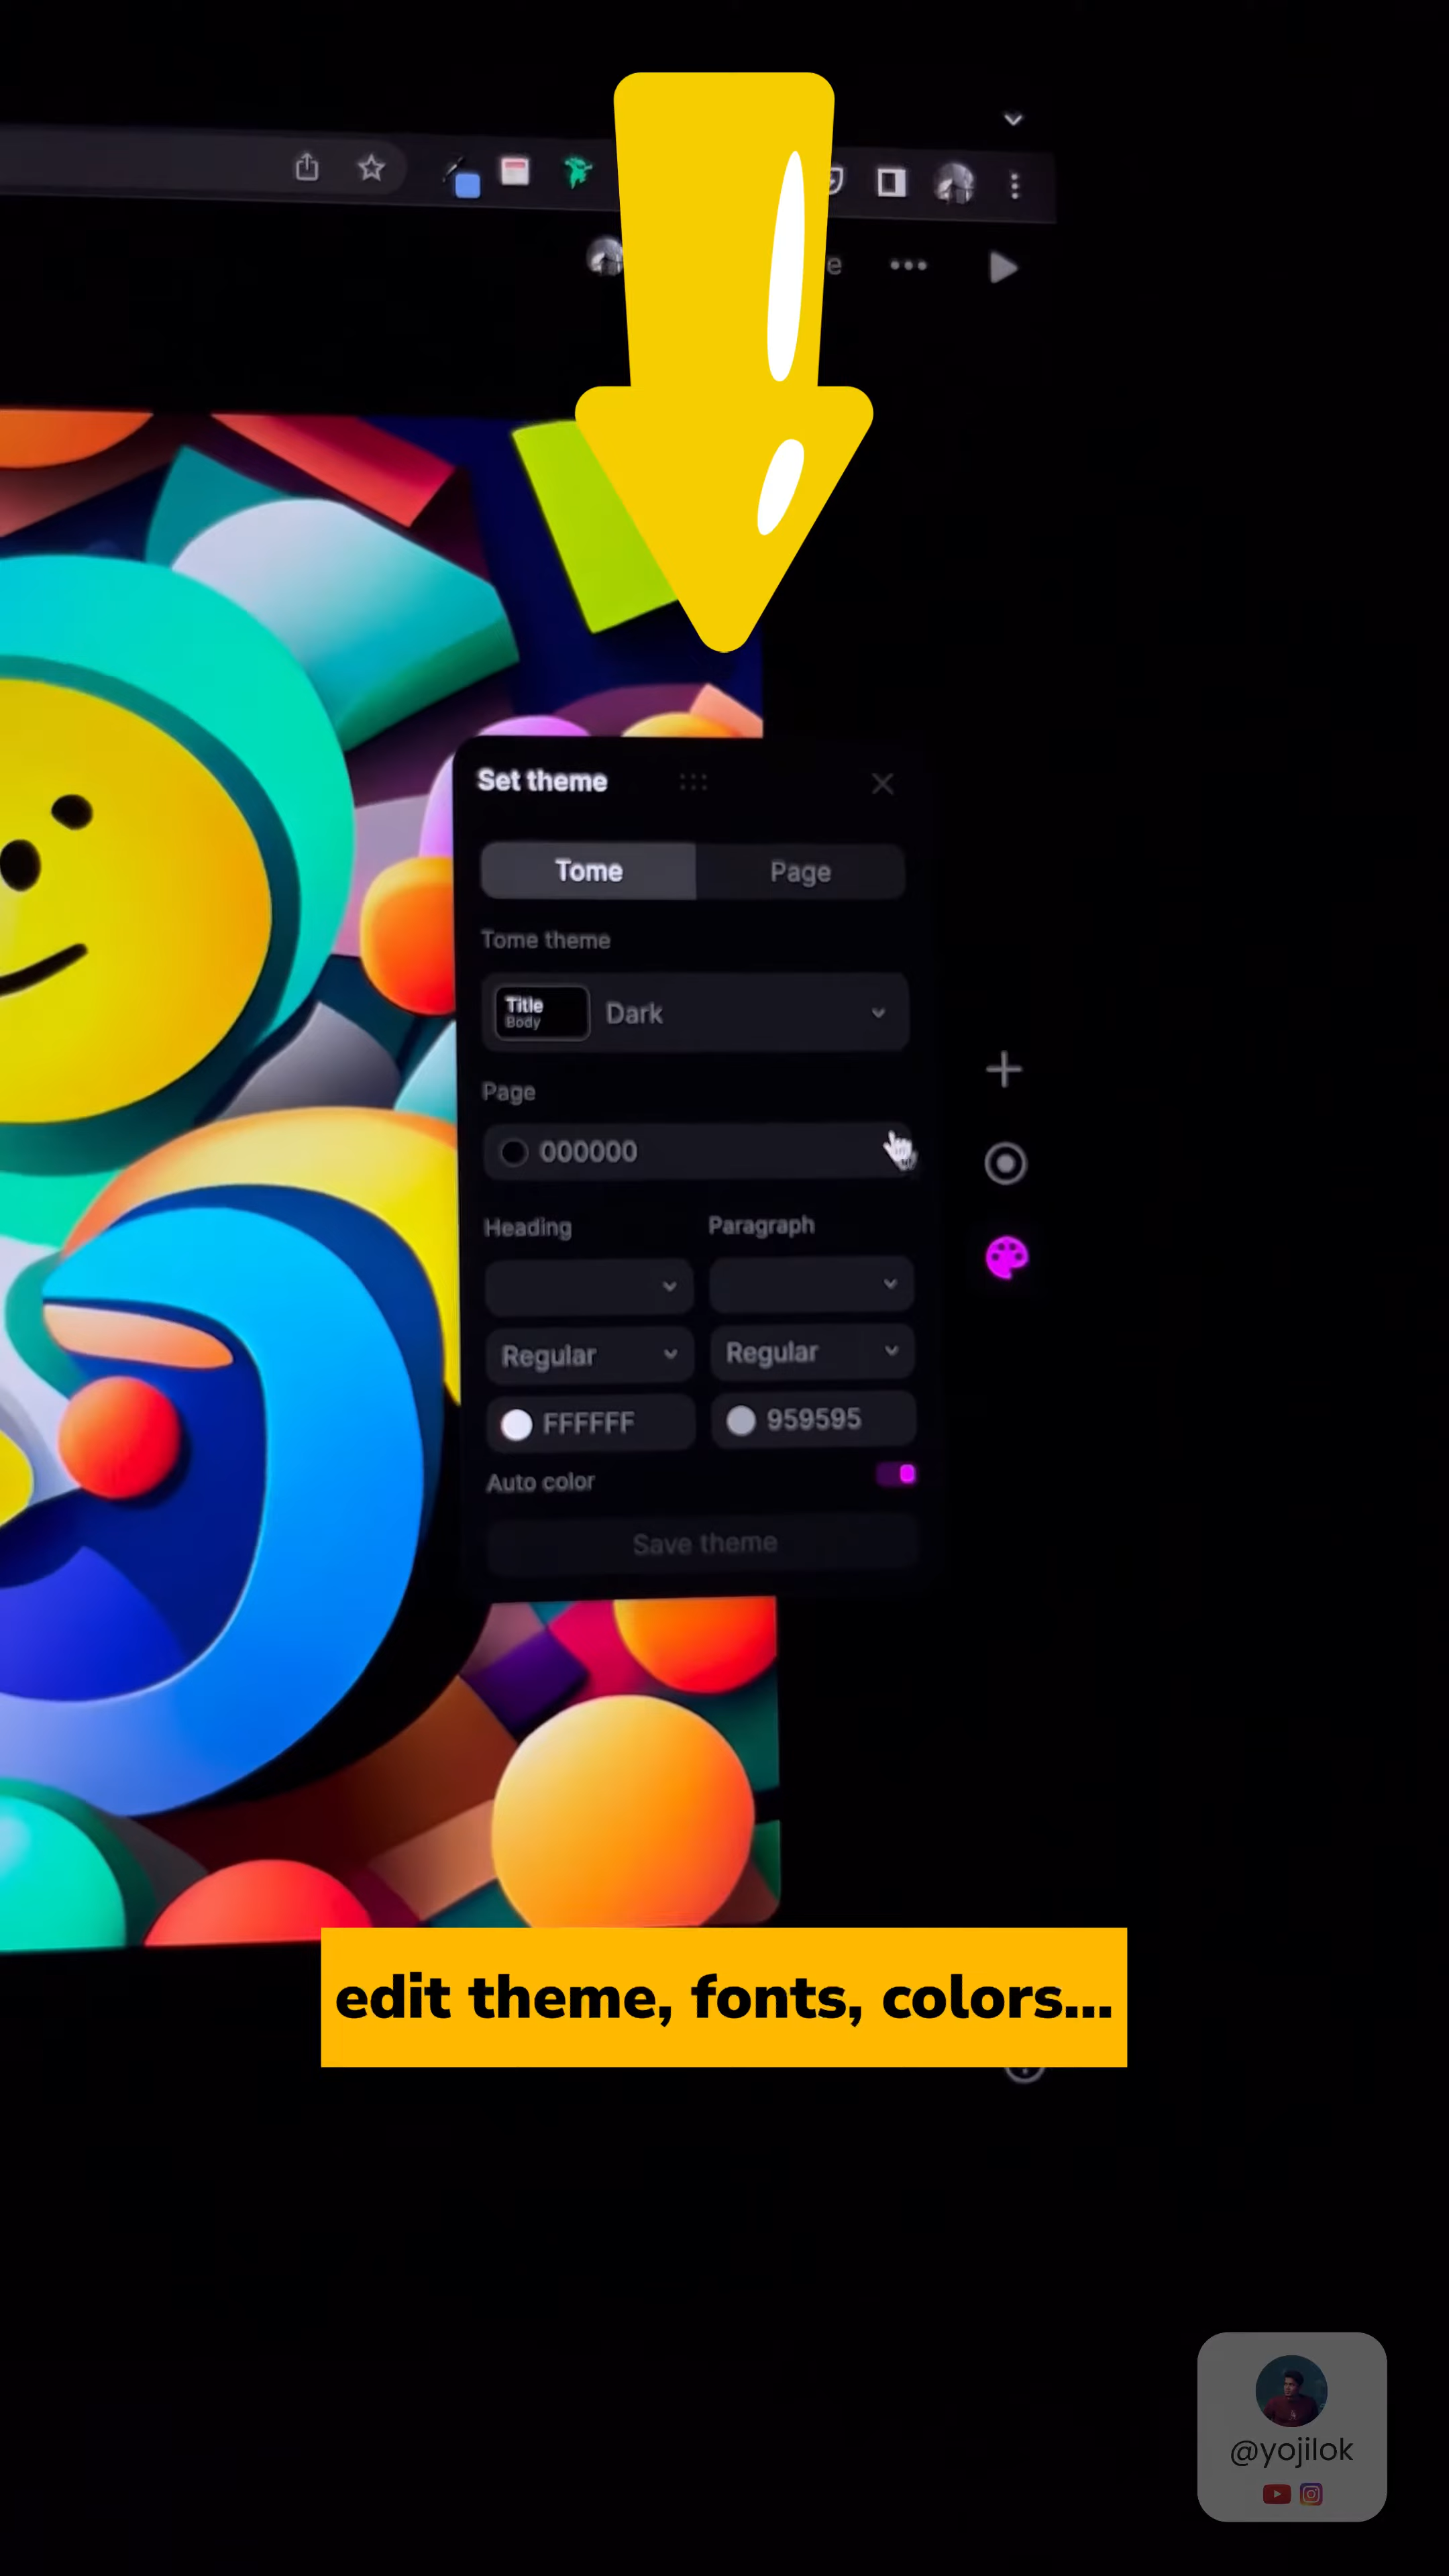 e
Set theme
Tome Page
Tome theme
Title
Body
Dark
Page
000000
Heading Paragraph
Regular Regular
FFFFFF 959595
Auto color
Save theme
edit theme, fonts, colors...
@yojilok